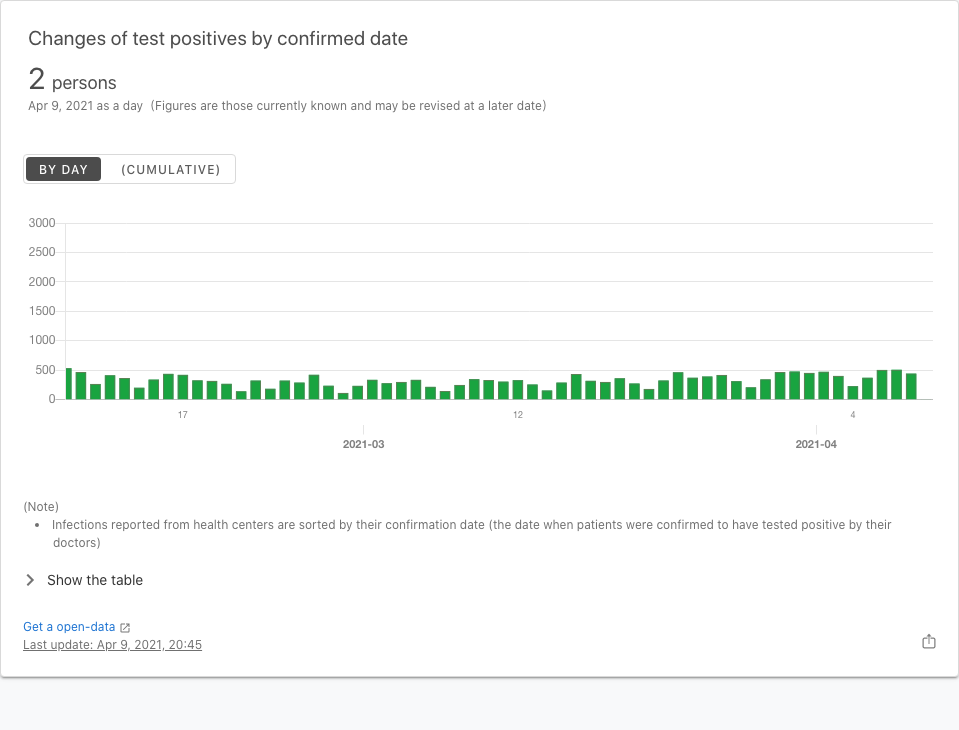 Changes of test positives by confirmed date
2 persons
Apr 9, 2021 as a day (Figures are those currently known and may be revised at a later date)
BY DAY (CUMULATIVE)
3000
2500
2000
1500
1000
500
0
17 12 4
2021-03 2021-04
(Note)
• Infections reported from health centers are sorted by their confirmation date (the date when patients were confirmed to have tested positive by their
doctors)
Show the table
Get a open-data
Last update: Apr 9, 2021, 20:45